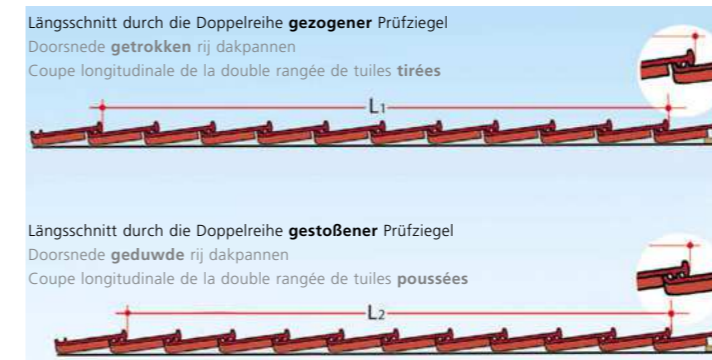 Längsschnitt durch die Doppelreihe gezogener Prüfziegel
Doorsnede getrokken rij dakpannen
Coupe longitudinale de la double rangée de tuiles tirées
L1
Längsschnitt durch die Doppelreihe gestoßener Prüfziegel
Doorsnede geduwde rij dakpannen
Coupe longitudinale de la double rangée de tuiles poussées
L2